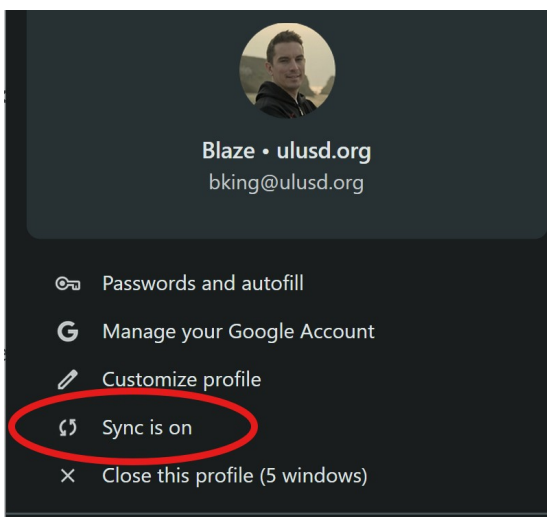 Blaze • ulusd.org
bking@ulusd.org
Passwords and autofill
Manage your Google Account
Customize profile
Sync is on
Close this profile (5 windows)